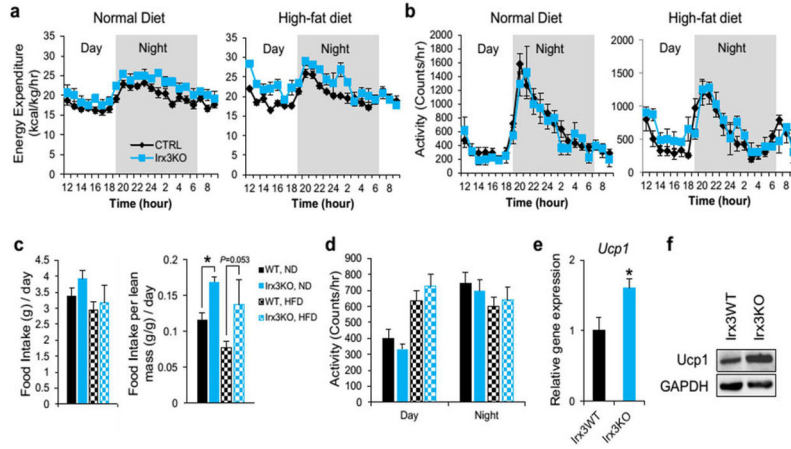 a
Normal Diet
High-fat diet
Day
Night
Day
Night
Energy Expenditure
(kcal/kg/hr)
35
30
25
20
15
10
5
0
35
30
25
20
15
10
5
0
CTRL
Irx3KO
12 14 16 18 20 22 24 2 4 6 8
12 14 16 18 20 22 24 2 4 6 8
Time (hour)
Time (hour)
b
Normal Diet
High-fat diet
Day
Night
Day
Night
Activity (Counts/hr)
2000
1800
1600
1400
1200
1000
800
600
400
200
0
2000
1500
1000
500
0
12 14 16 18 20 22 24 2 4 6 8
12 14 16 18 20 22 24 2 4 6 8
Time (hour)
Time (hour)
c
Food Intake (g) / day
4.5
4
3.5
3
2.5
2
1.5
1
0.5
0
Food Intake per lean
mass (g/g) / day
0.2
0.15
0.1
0.05
0
*
P=0.053
WT, ND
Irx3KO, ND
WT, HFD
Irx3KO, HFD
d
Activity (Counts/hr)
900
800
700
600
500
400
300
200
100
0
Day
Night
e
Ucp1
Relative gene expression
2
1
0
*
Irx3WT
Irx3KO
f
Irx3WT
Irx3KO
Ucp1
GAPDH